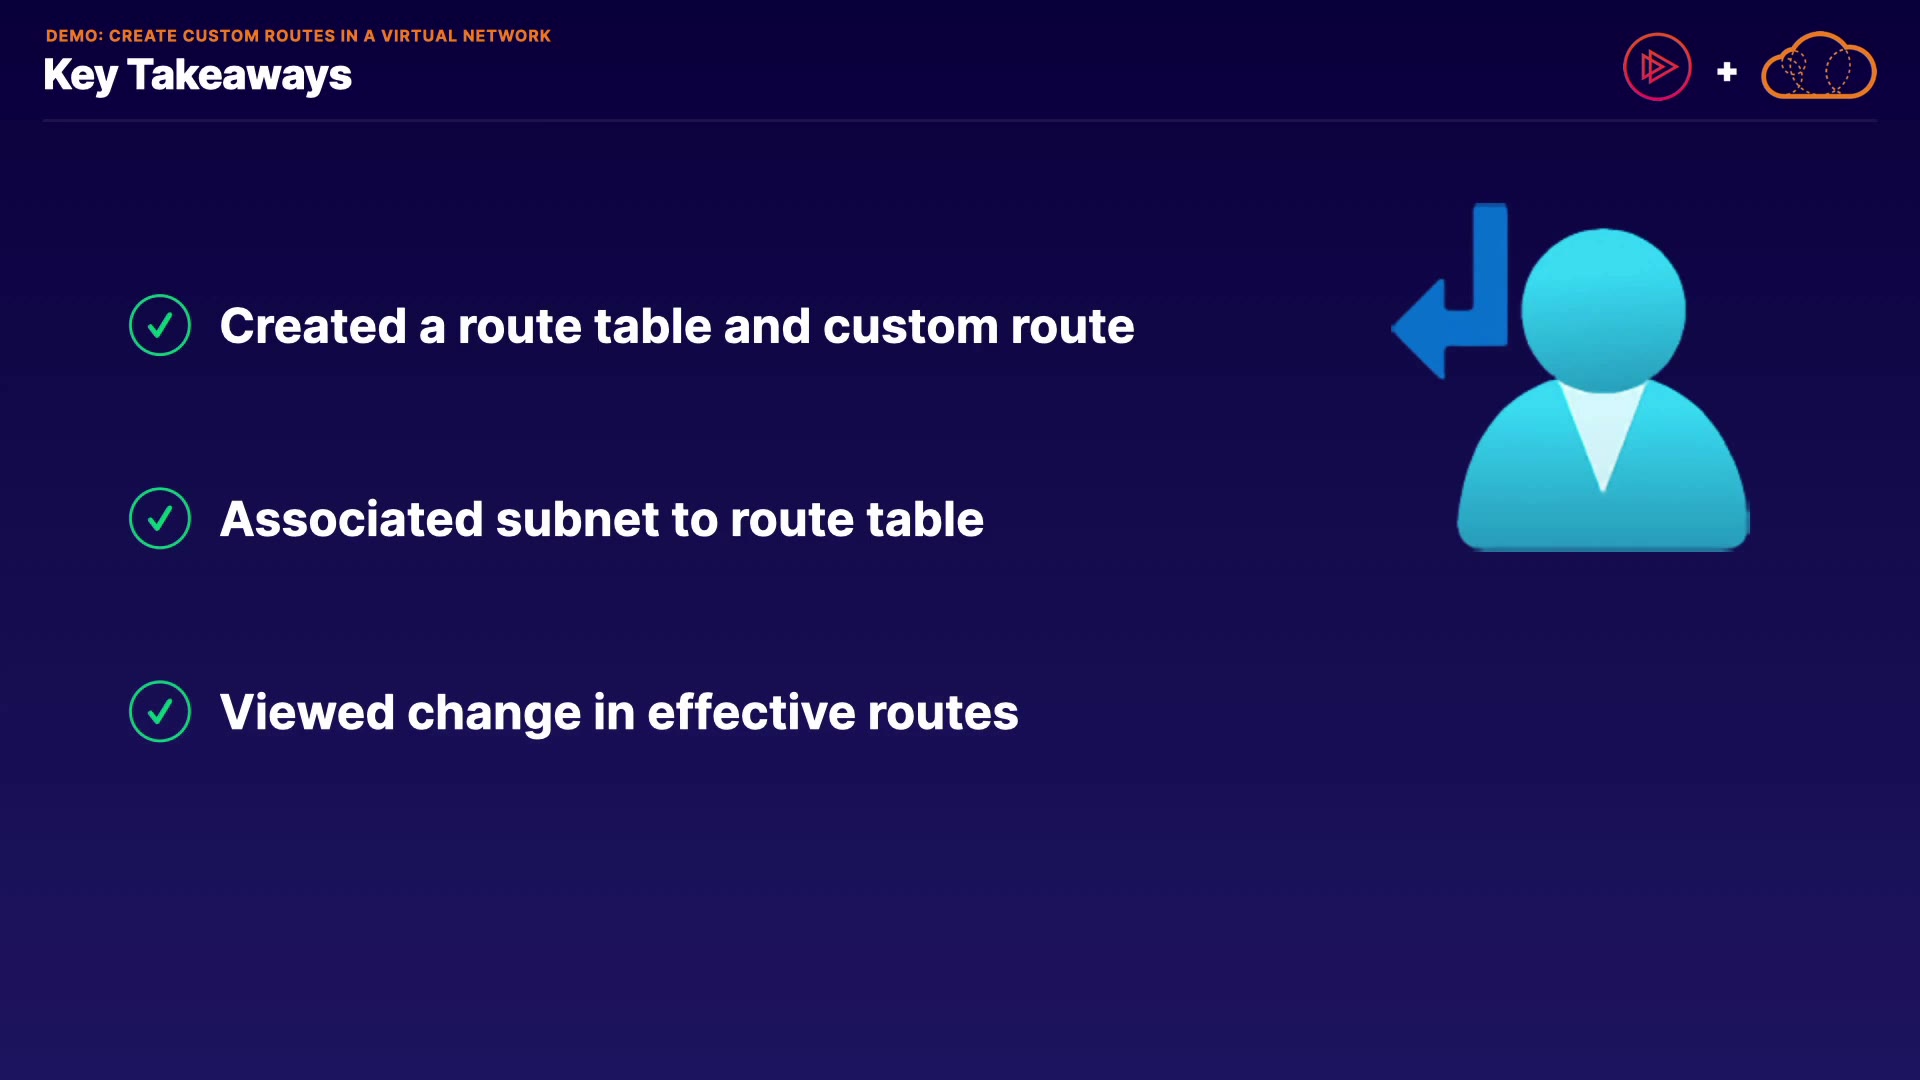 DEMO: CREATE CUSTOM ROUTES IN A VIRTUAL NETWORK
Key Takeaways
Created a route table and custom route
Associated subnet to route table
Viewed change in effective routes